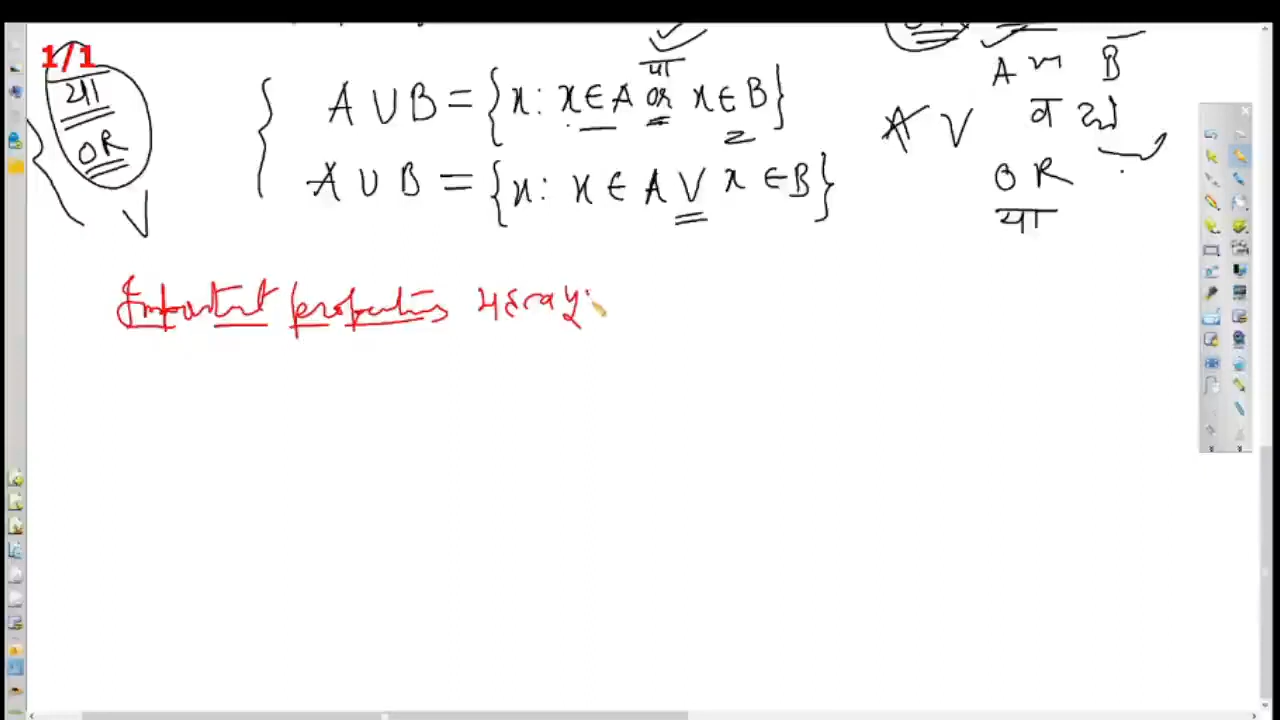 1/1
या
OR
V
या
A ∪ B = {x: x ∈ A or x ∈ B}
A ∪ B = {x: x ∈ A V x ∈ B}
A B
A V
OR
या
Important properties